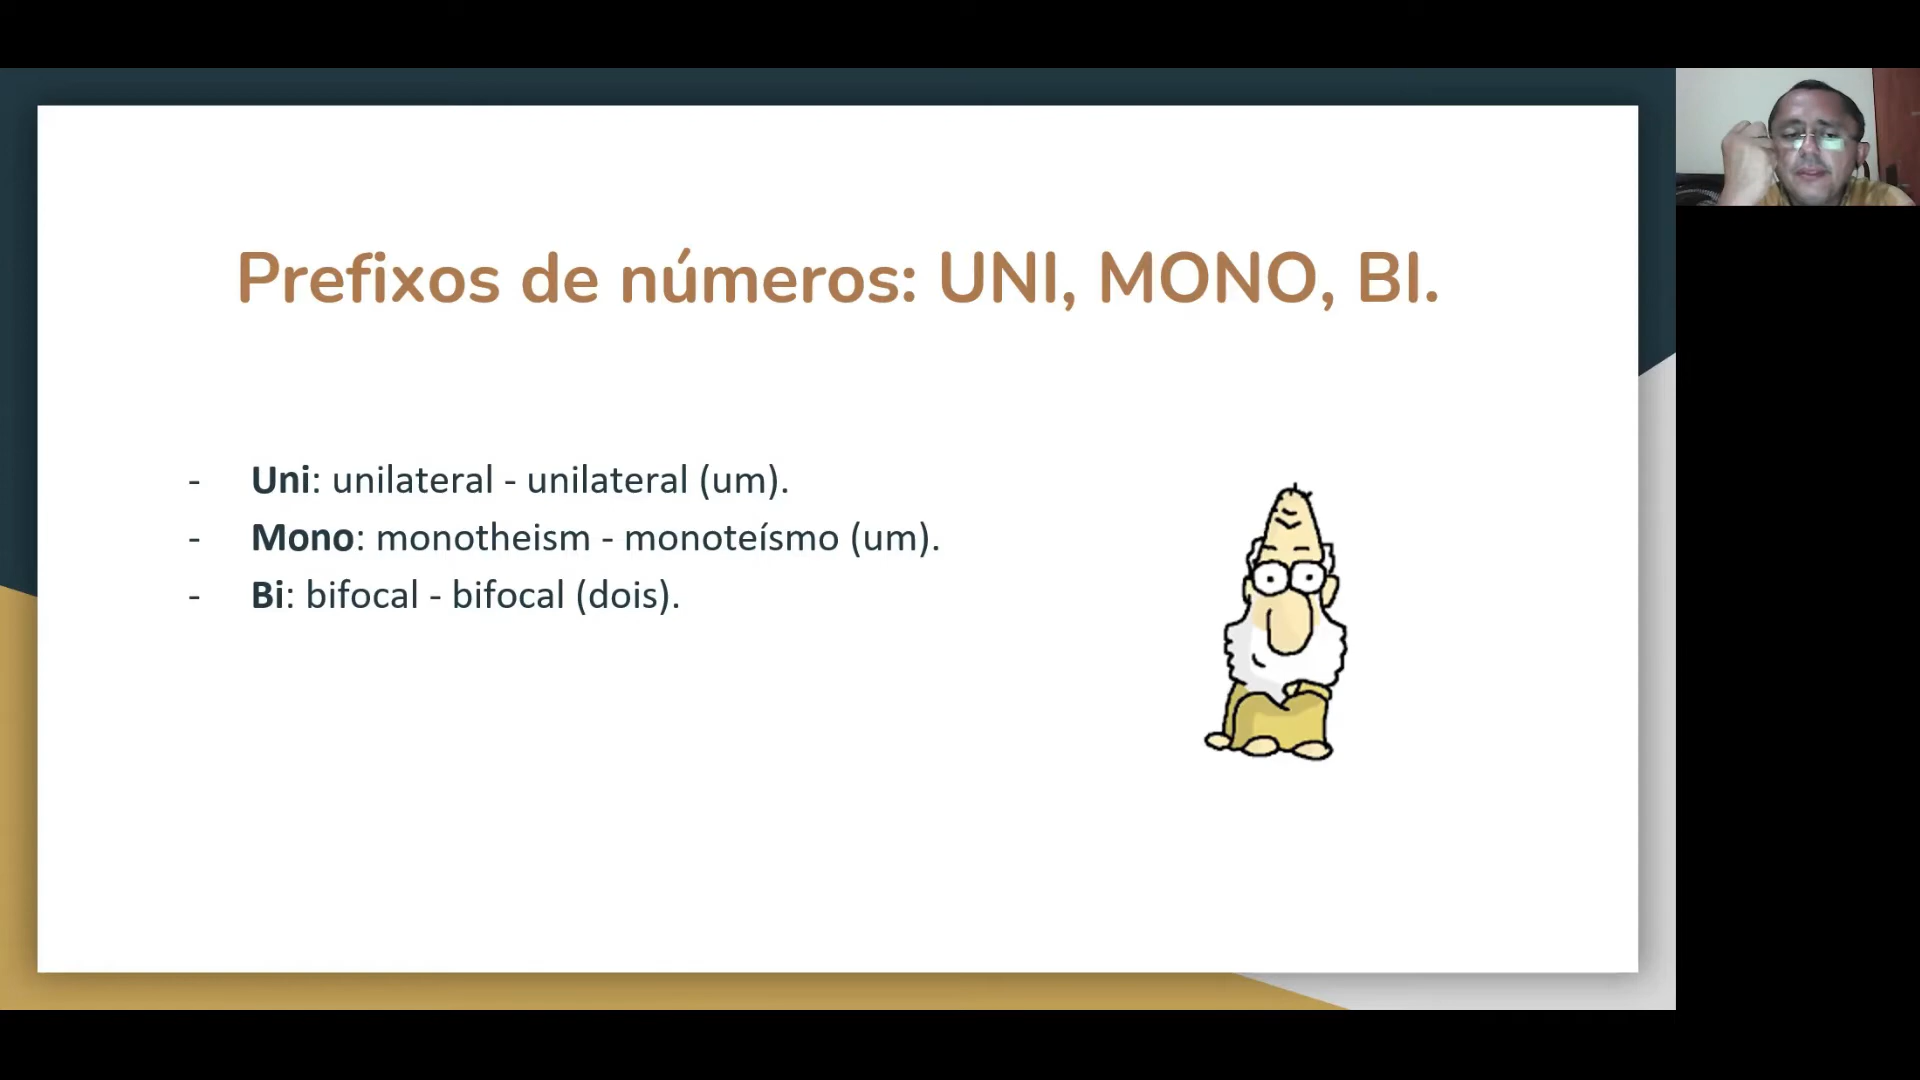 Prefixos de números: UNI, MONO, BI.
- Uni: unilateral - unilateral (um).
- Mono: monotheism - monoteísmo (um).
- Bi: bifocal - bifocal (dois).